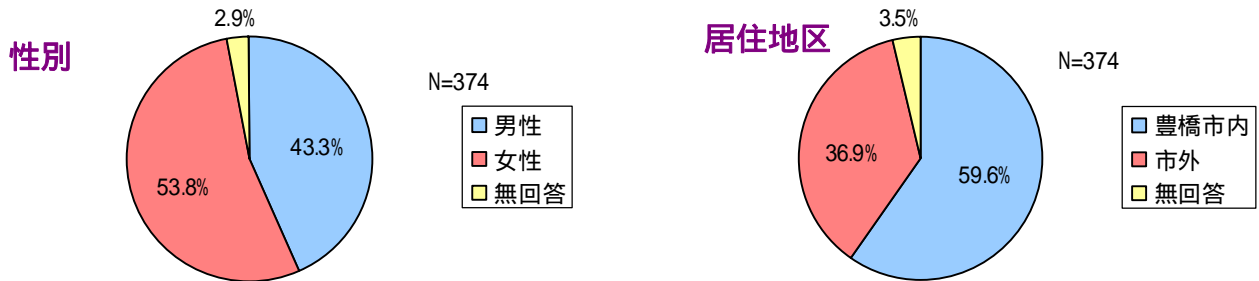 性別
2.9%
N=374
43.3%
53.8%
男性
女性
無回答
居住地区
3.5%
N=374
36.9%
59.6%
豊橋市内
市外
無回答